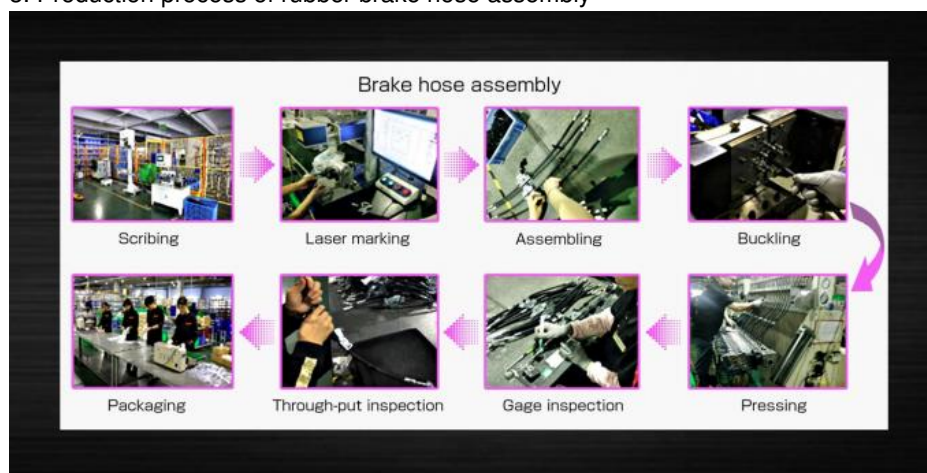 Brake hose assembly
Scribing
Laser marking
Assembling
Buckling
Packaging
Through-put inspection
Gage inspection
Pressing